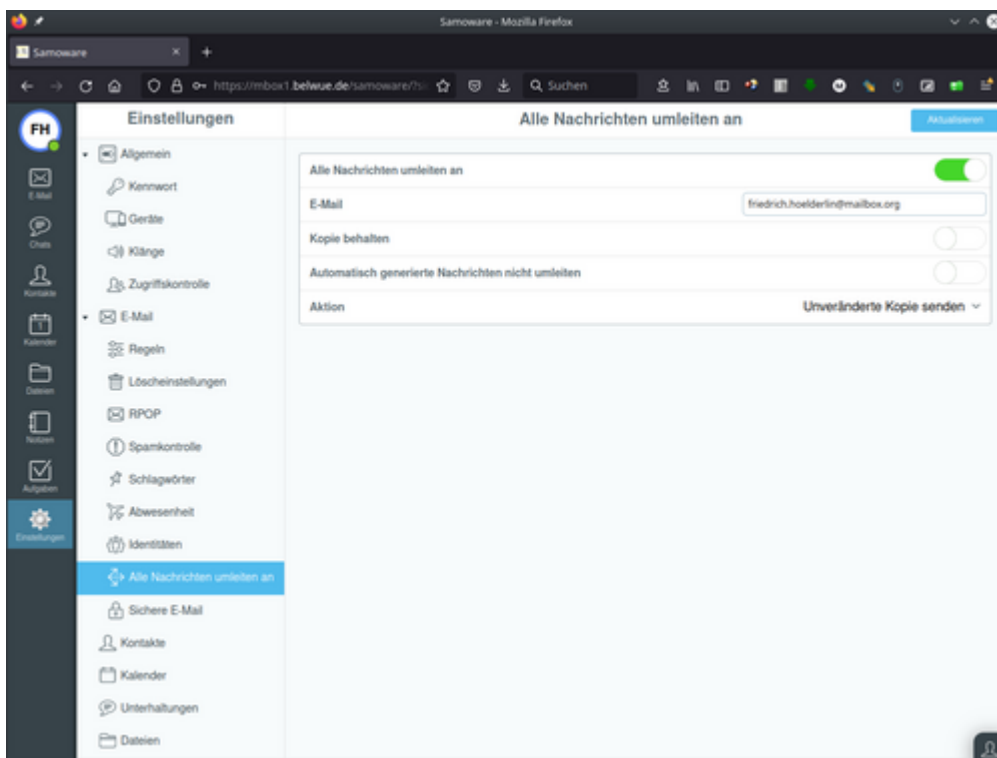 Samoware - Mozilla Firefox
Samoware
https://mbox1.belwue.de/samoware/?s
Suchen
FH
Einstellungen
Alle Nachrichten umleiten an
Aktualisieren
Allgemein
Kennwort
Geräte
Klänge
Zugriffskontrolle
E-Mail
Regeln
Löscheinstellungen
RPOP
Spamkontrolle
Schlagwörter
Abwesenheit
Identitäten
Alle Nachrichten umleiten an
Sichere E-Mail
Kontakte
Kalender
Unterhaltungen
Dateien
E-Mail
Chats
Kontakte
Kalender
Dateien
Notizen
Aufgaben
Einstellungen
Alle Nachrichten umleiten an
E-Mail
friedrich.hoelderlin@mailbox.org
Kopie behalten
Automatisch generierte Nachrichten nicht umleiten
Aktion
Unveränderte Kopie senden